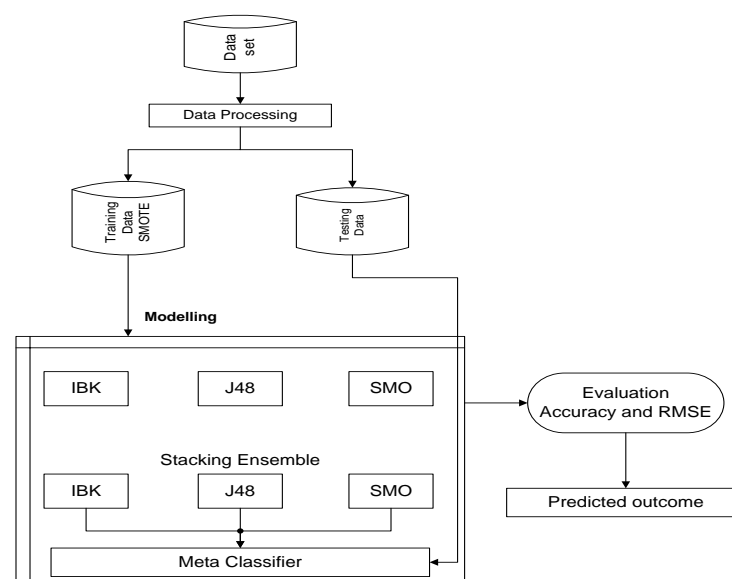 Data
set
Data Processing
Training
Data
SMOTE
Testing
Data
Modelling
IBK
J48
SMO
Evaluation
Accuracy and RMSE
Stacking Ensemble
IBK
J48
SMO
Predicted outcome
Meta Classifier